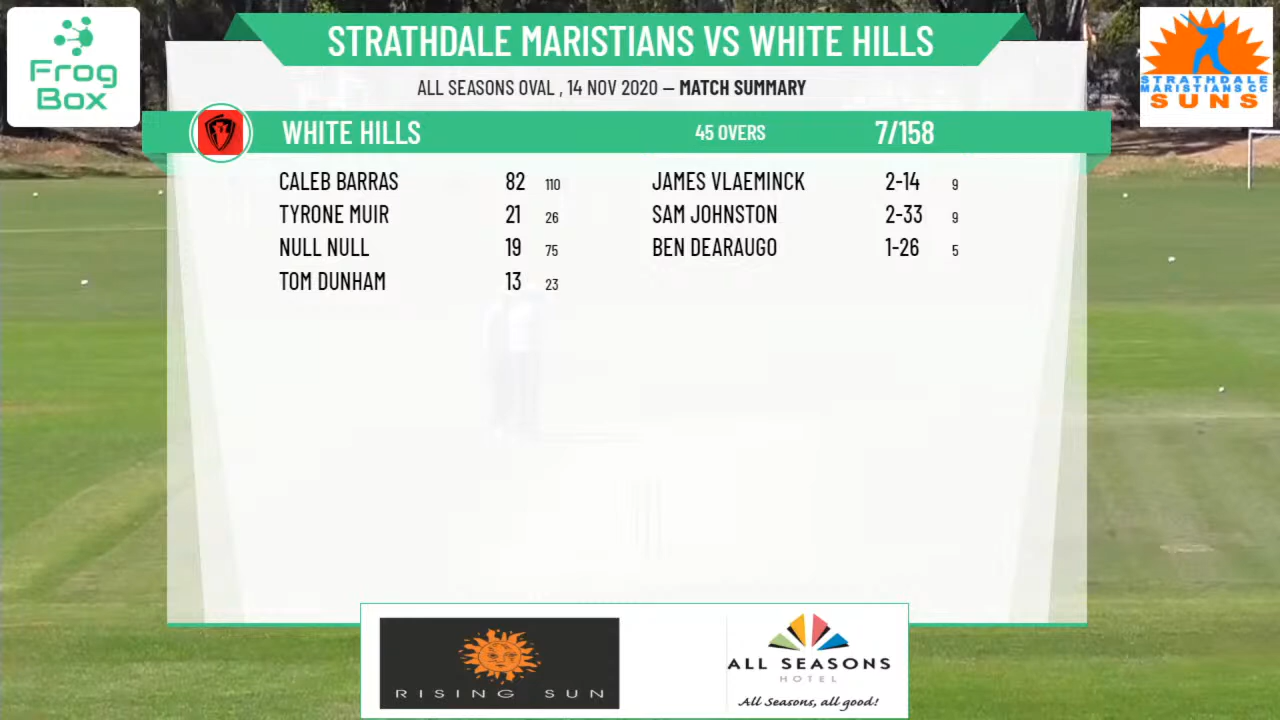 Frog
Box
STRATHDALE MARISTIANS VS WHITE HILLS
STRATHDALE
MARISTIANS CC
SUNS
ALL SEASONS OVAL , 14 NOV 2020 – MATCH SUMMARY
WHITE HILLS 45 OVERS 7/158
CALEB BARRAS 82 110 JAMES VLAEMINCK 2-14 9
TYRONE MUIR 21 26 SAM JOHNSTON 2-33 9
NULL NULL 19 75 BEN DEARAUGO 1-26 5
TOM DUNHAM 13 23
RISING SUN
ALL SEASONS
HOTEL
All Seasons, all good!